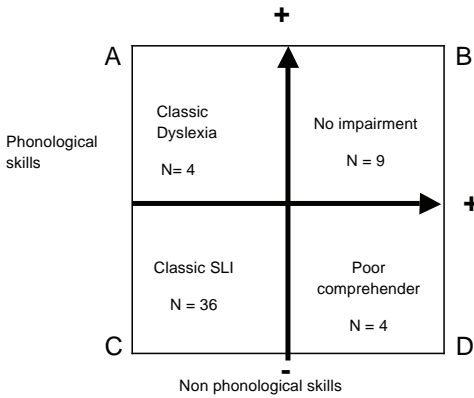 +
A
B
Phonological
skills
Classic
Dyslexia
N= 4
No impairment
N = 9
+
Classic SLI
N = 36
Poor
comprehender
N = 4
C
D
-
Non phonological skills